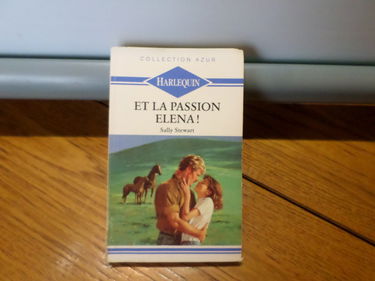 COLLECTION AZUR
HARLEQUIN
ET LA PASSION
ELENA !
Sally Stewart